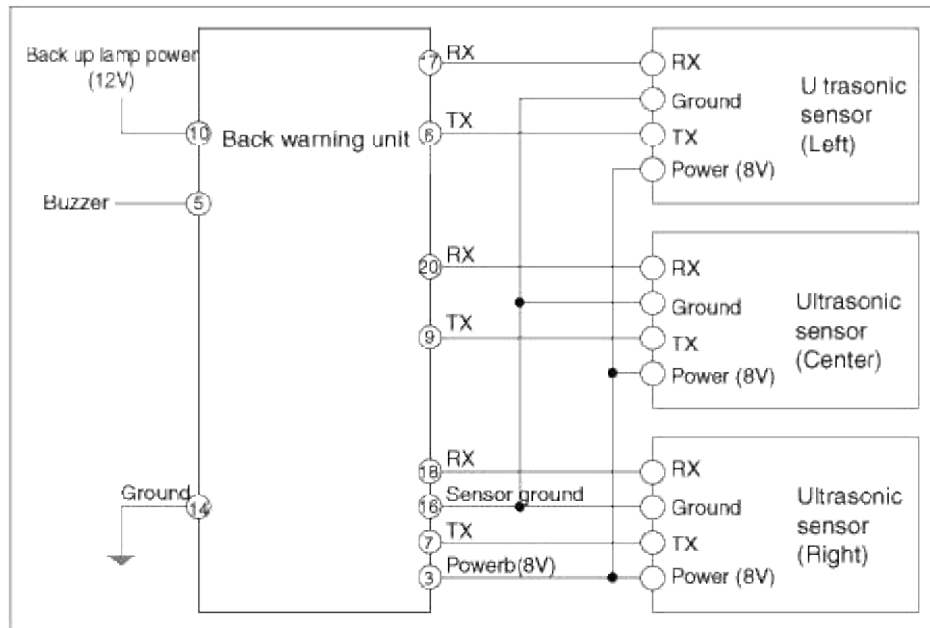 Back up lamp power
(12V)
10
Back warning unit
Buzzer
5
Ground
14
17
RX
6
TX
20
RX
9
TX
18
RX
16
Sensor ground
7
TX
3
Powerb(8V)
RX
Ground
TX
Power (8V)
U trasonic
sensor
(Left)
RX
Ground
TX
Power (8V)
Ultrasonic
sensor
(Center)
RX
Ground
TX
Power (8V)
Ultrasonic
sensor
(Right)